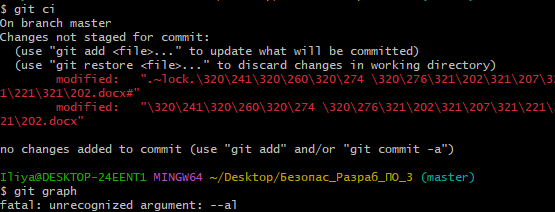 $ git ci
On branch master
Changes not staged for commit:
  (use "git add <file>..." to update what will be committed)
  (use "git restore <file>..." to discard changes in working directory)
        modified:   ".~lock.\320\241\320\260\320\274 \320\276\321\202\321\207\3
1\221\321\202.docx#"
        modified:   "\320\241\320\260\320\274 \320\276\321\202\321\207\321\221\
21\202.docx"

no changes added to commit (use "git add" and/or "git commit -a")

Iliya@DESKTOP-24EENT1 MINGW64 ~/Desktop/Безопас_Разраб_ПО_3 (master)
$ git graph
fatal: unrecognized argument: --al